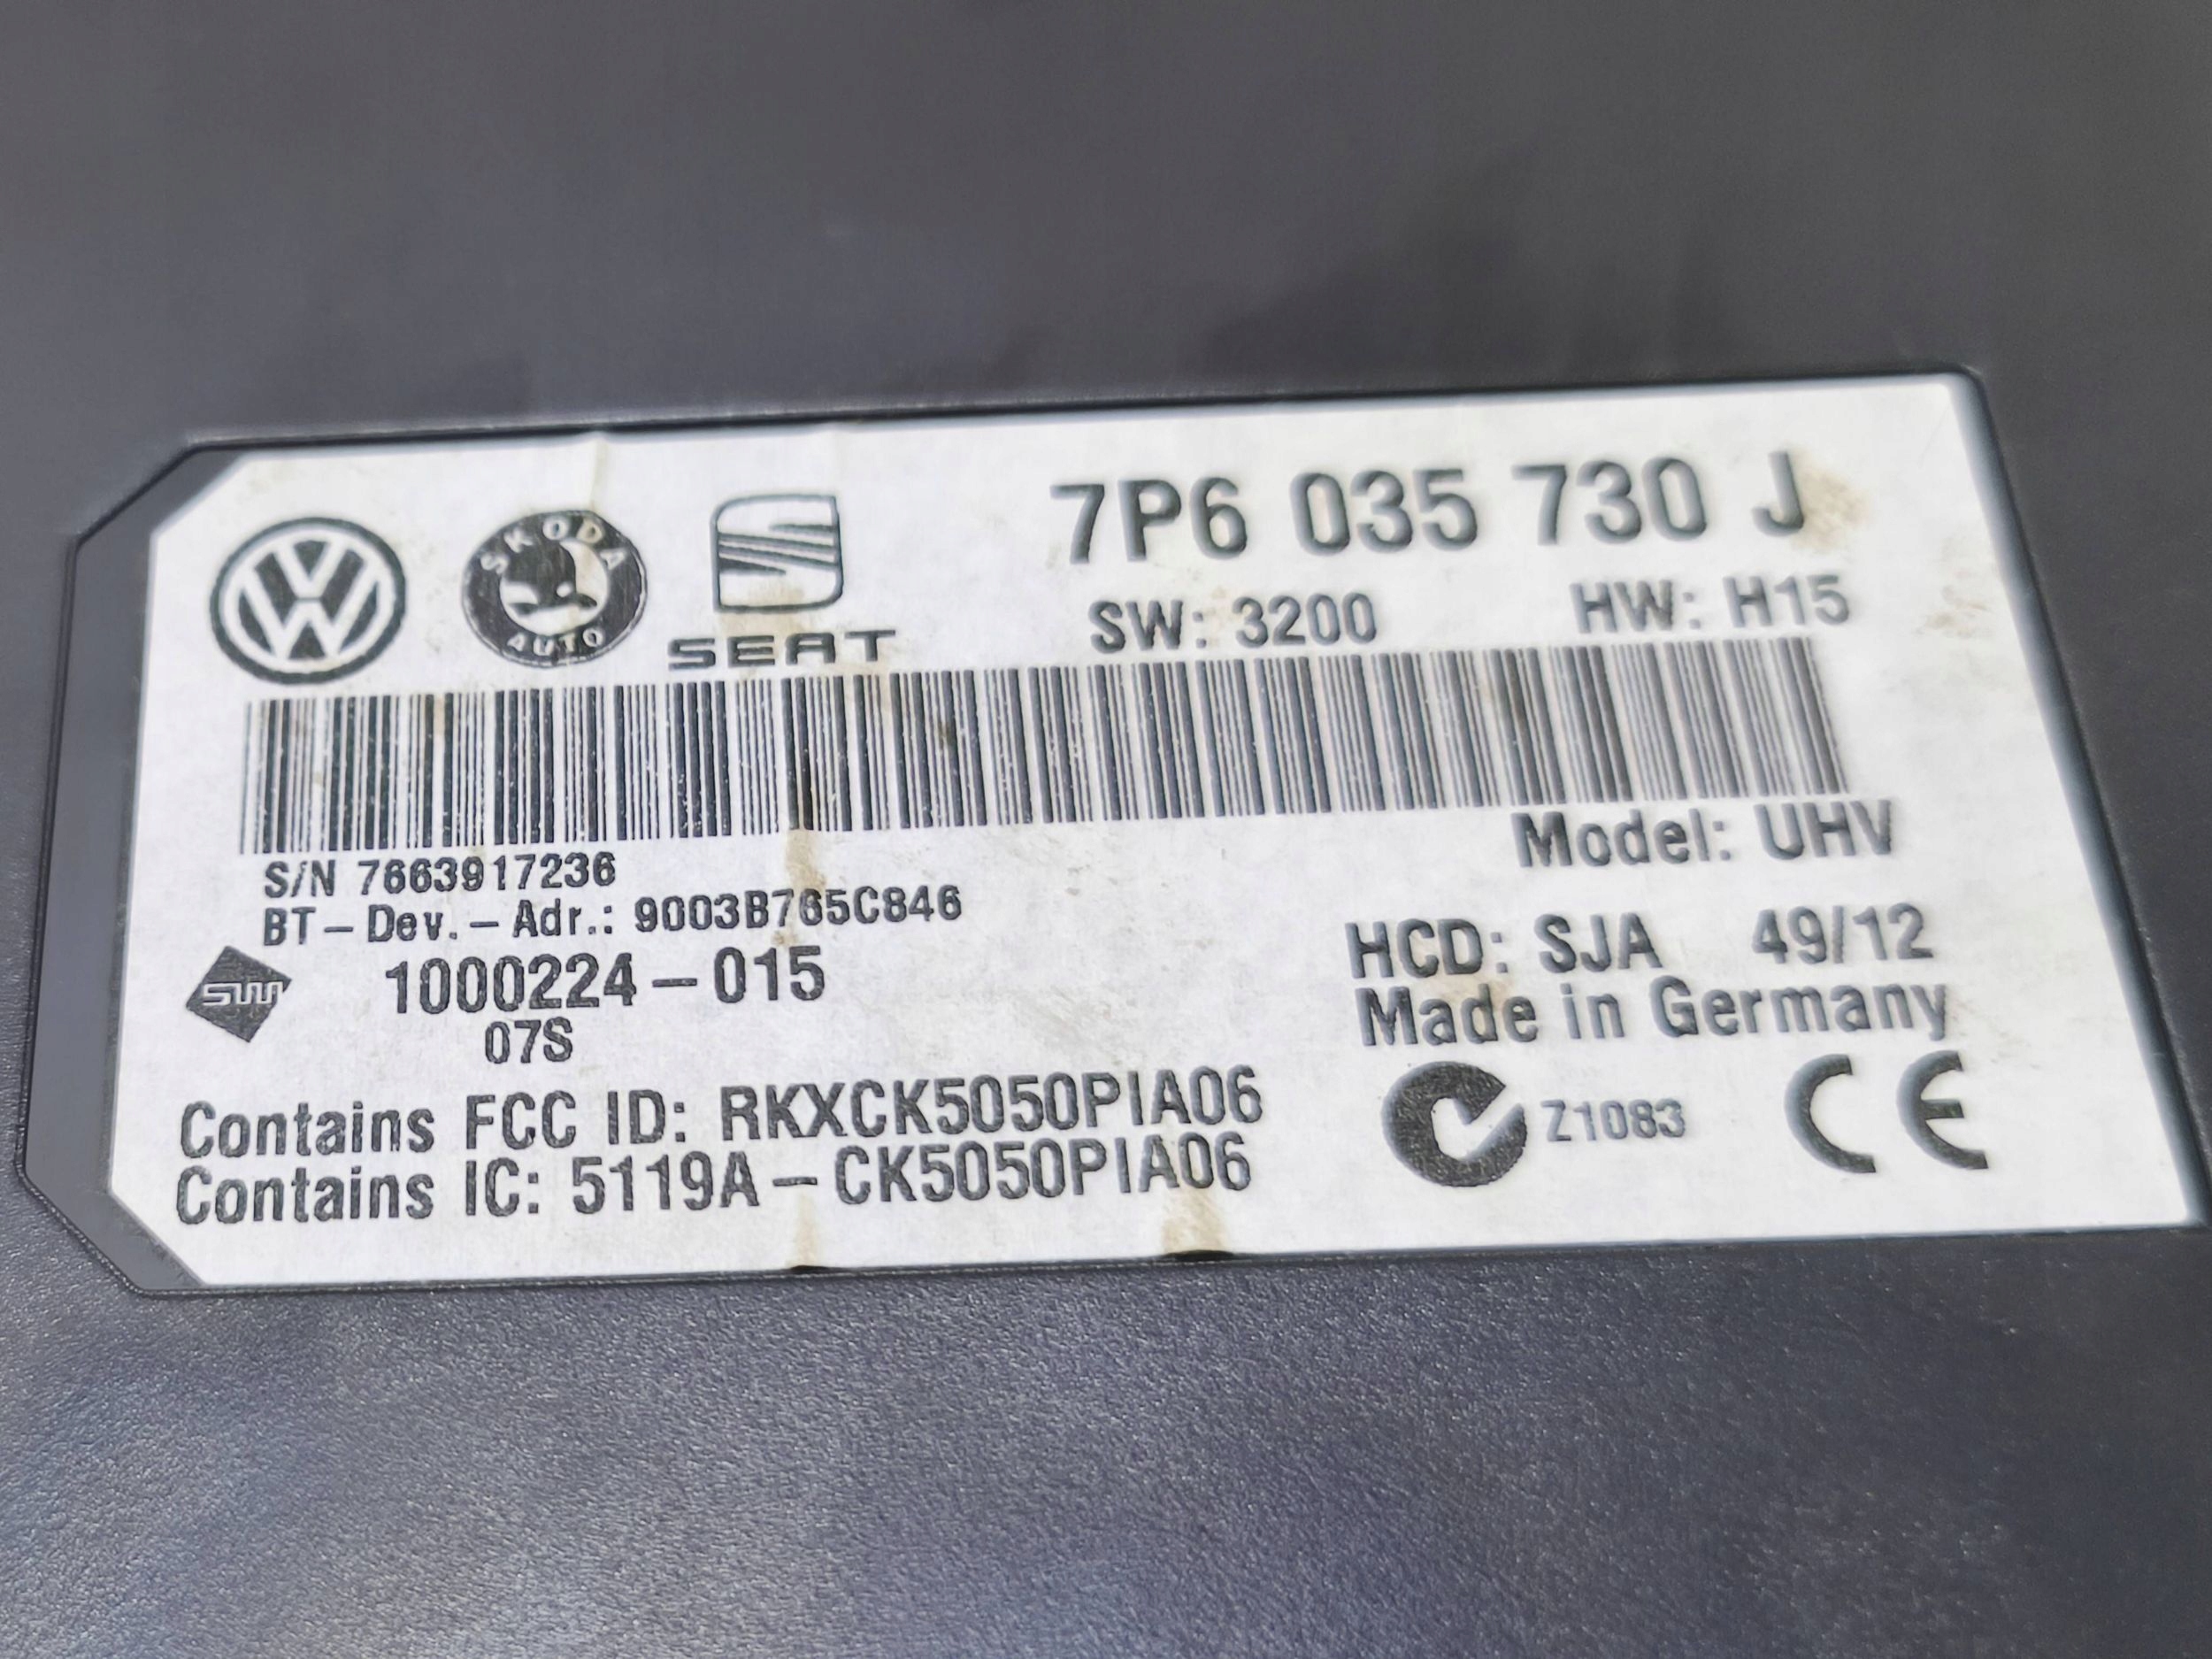 7P6 035 730 J
SKODA
AUTO
SEAT
SW: 3200 HW: H15
Model: UHV
S/N 7663917236
BT-Dev.-Adr.: 9003B765C846
HCD: SJA 49/12
SW 1000224-015
Made in Germany
07S
Contains FCC ID: RKXCK5050PIA06
Z1083 CE
Contains IC: 5119A-CK5050PIA06